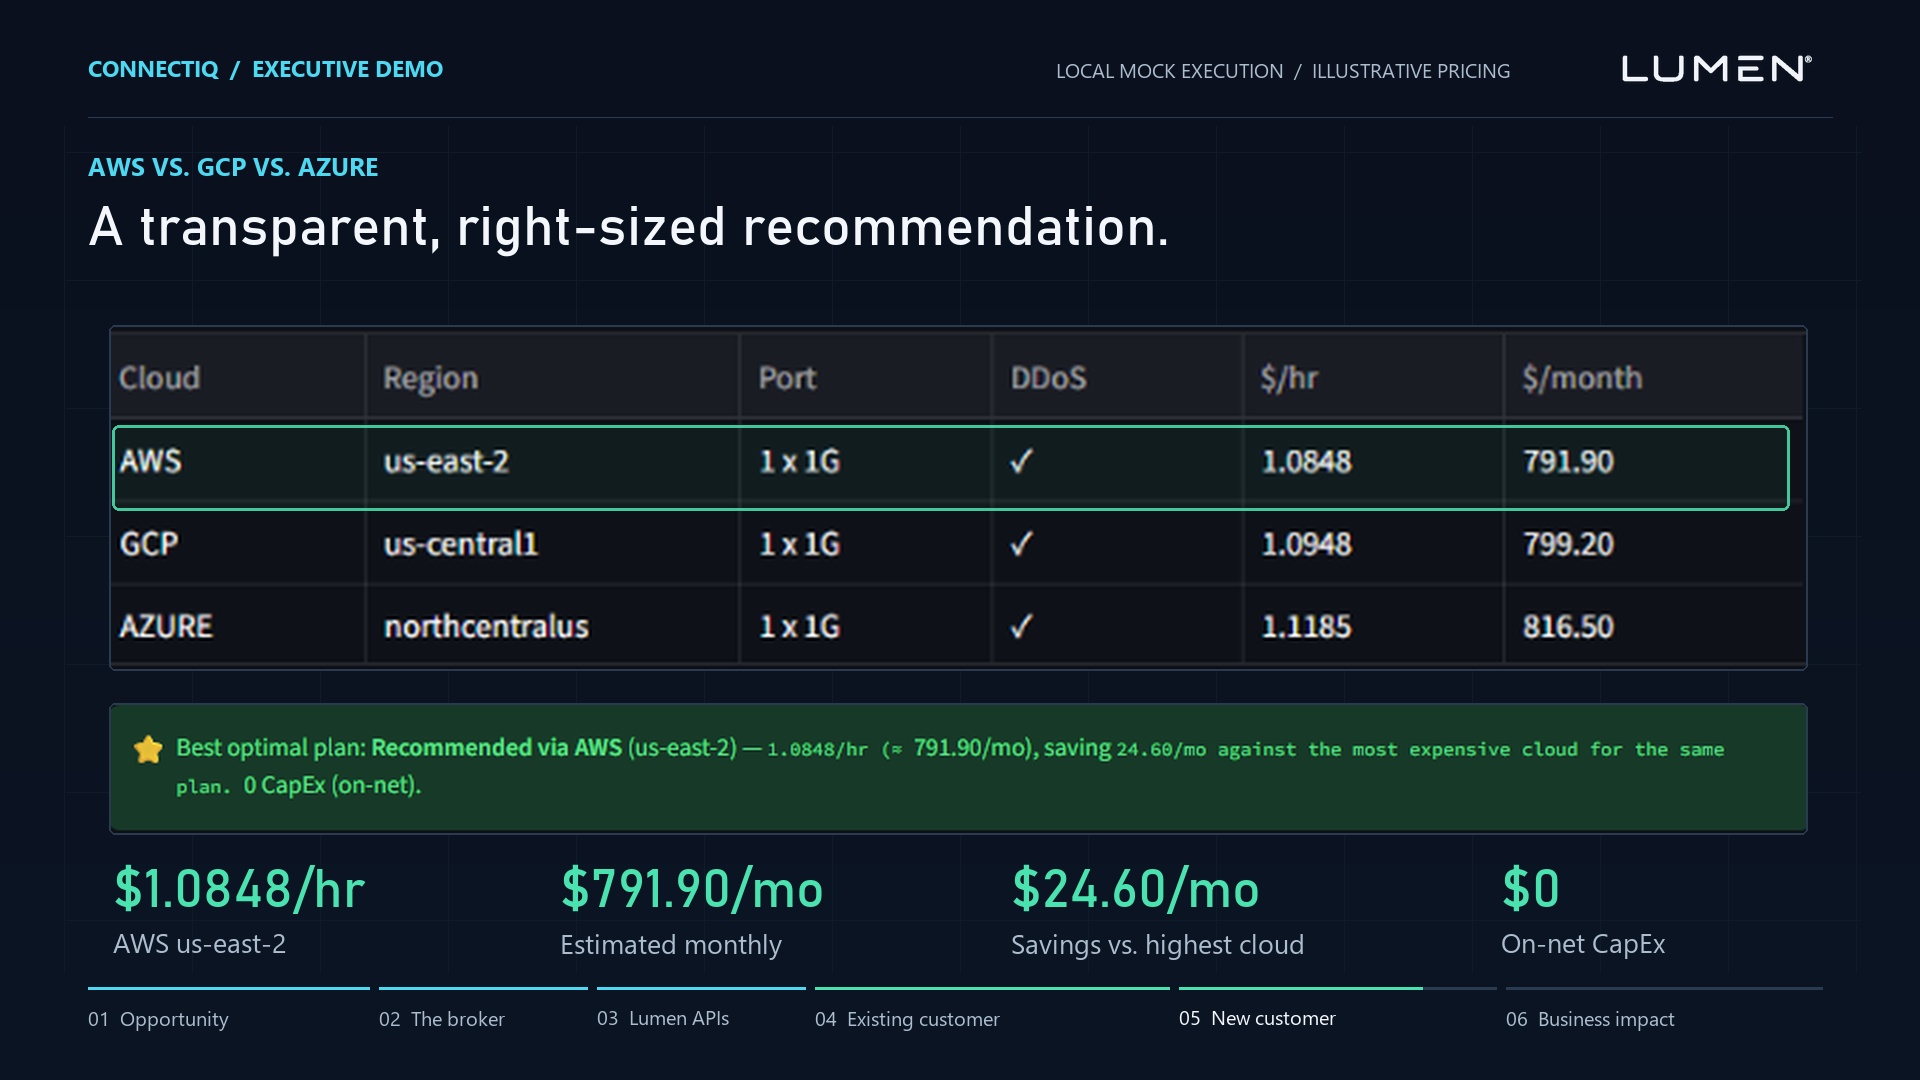 CONNECTIQ / EXECUTIVE DEMO
LOCAL MOCK EXECUTION / ILLUSTRATIVE PRICING
LUMEN®
AWS VS. GCP VS. AZURE
A transparent, right-sized recommendation.
Cloud Region Port DDoS $/hr $/month
AWS us-east-2 1 x 1G ✓ 1.0848 791.90
GCP us-central1 1 x 1G ✓ 1.0948 799.20
AZURE northcentralus 1 x 1G ✓ 1.1185 816.50
Best optimal plan: Recommended via AWS (us-east-2) — 1.0848/hr (≈ 791.90/mo), saving 24.60/mo against the most expensive cloud for the same
plan. 0 CapEx (on-net).
$1.0848/hr $791.90/mo $24.60/mo $0
AWS us-east-2 Estimated monthly Savings vs. highest cloud On-net CapEx
01 Opportunity 02 The broker 03 Lumen APIs 04 Existing customer 05 New customer 06 Business impact